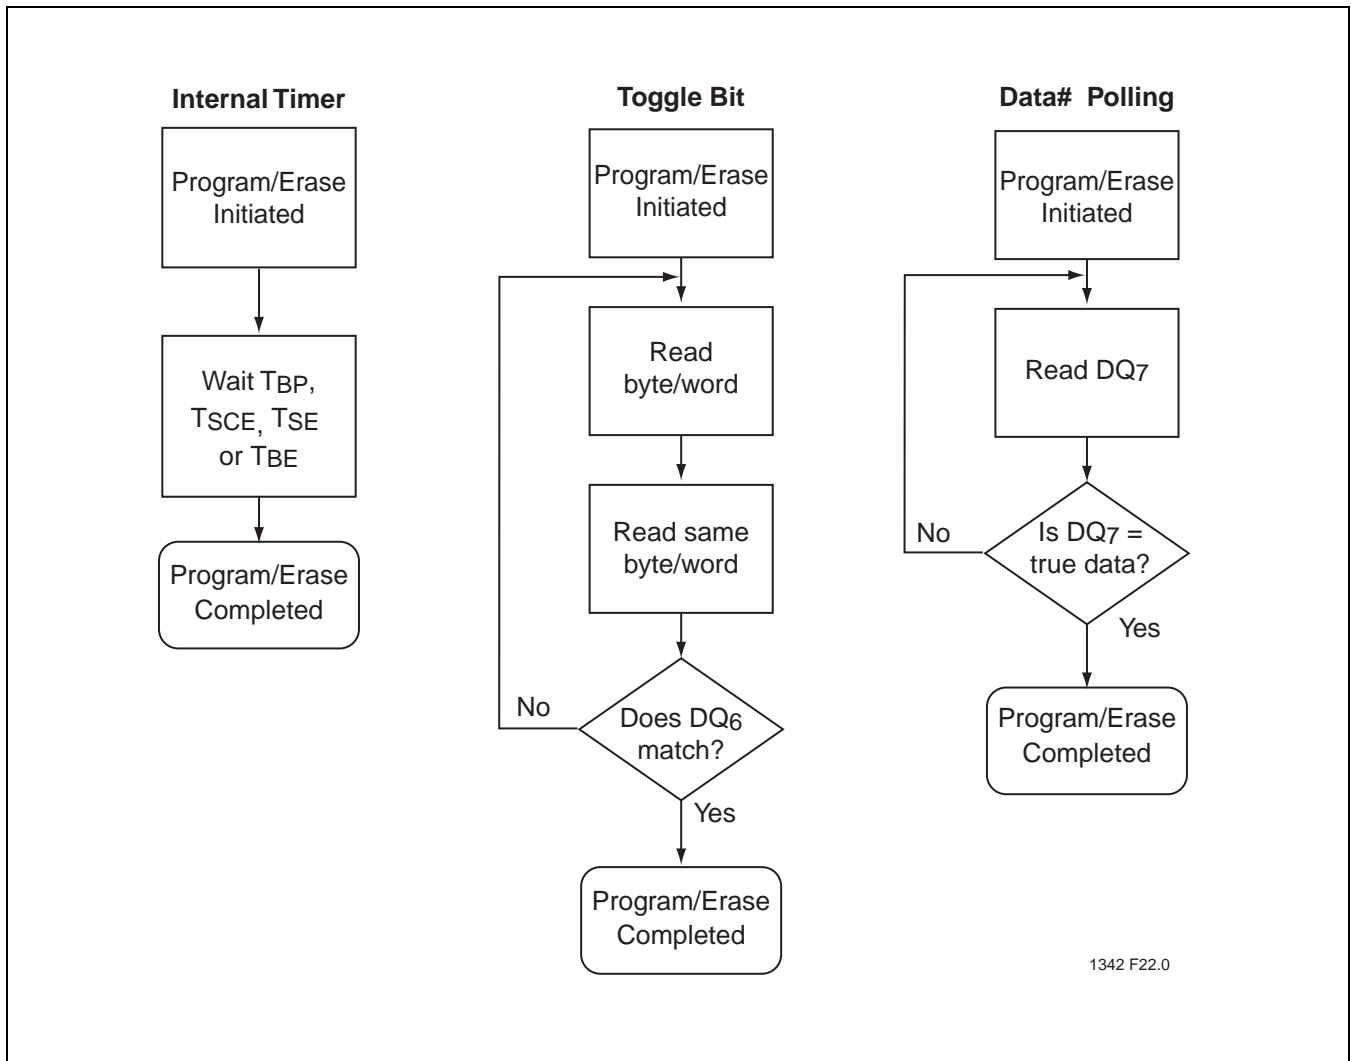 Internal Timer
Program/Erase
Initiated
Wait TBP,
TSCE, TSE
or TBE
Program/Erase
Completed
Toggle Bit
Program/Erase
Initiated
Read
byte/word
Read same
byte/word
No
Does DQ6
match?
Yes
Program/Erase
Completed
Data# Polling
Program/Erase
Initiated
Read DQ7
No
Is DQ7 =
true data?
Yes
Program/Erase
Completed
1342 F22.0